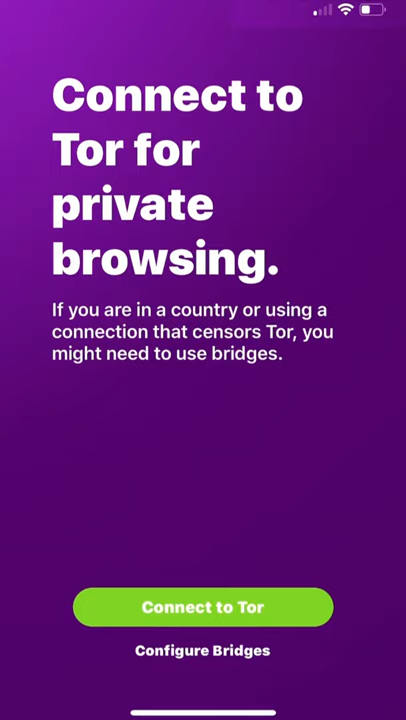 Connect to
Tor for
private
browsing.
If you are in a country or using a
connection that censors Tor, you
might need to use bridges.
Connect to Tor
Configure Bridges